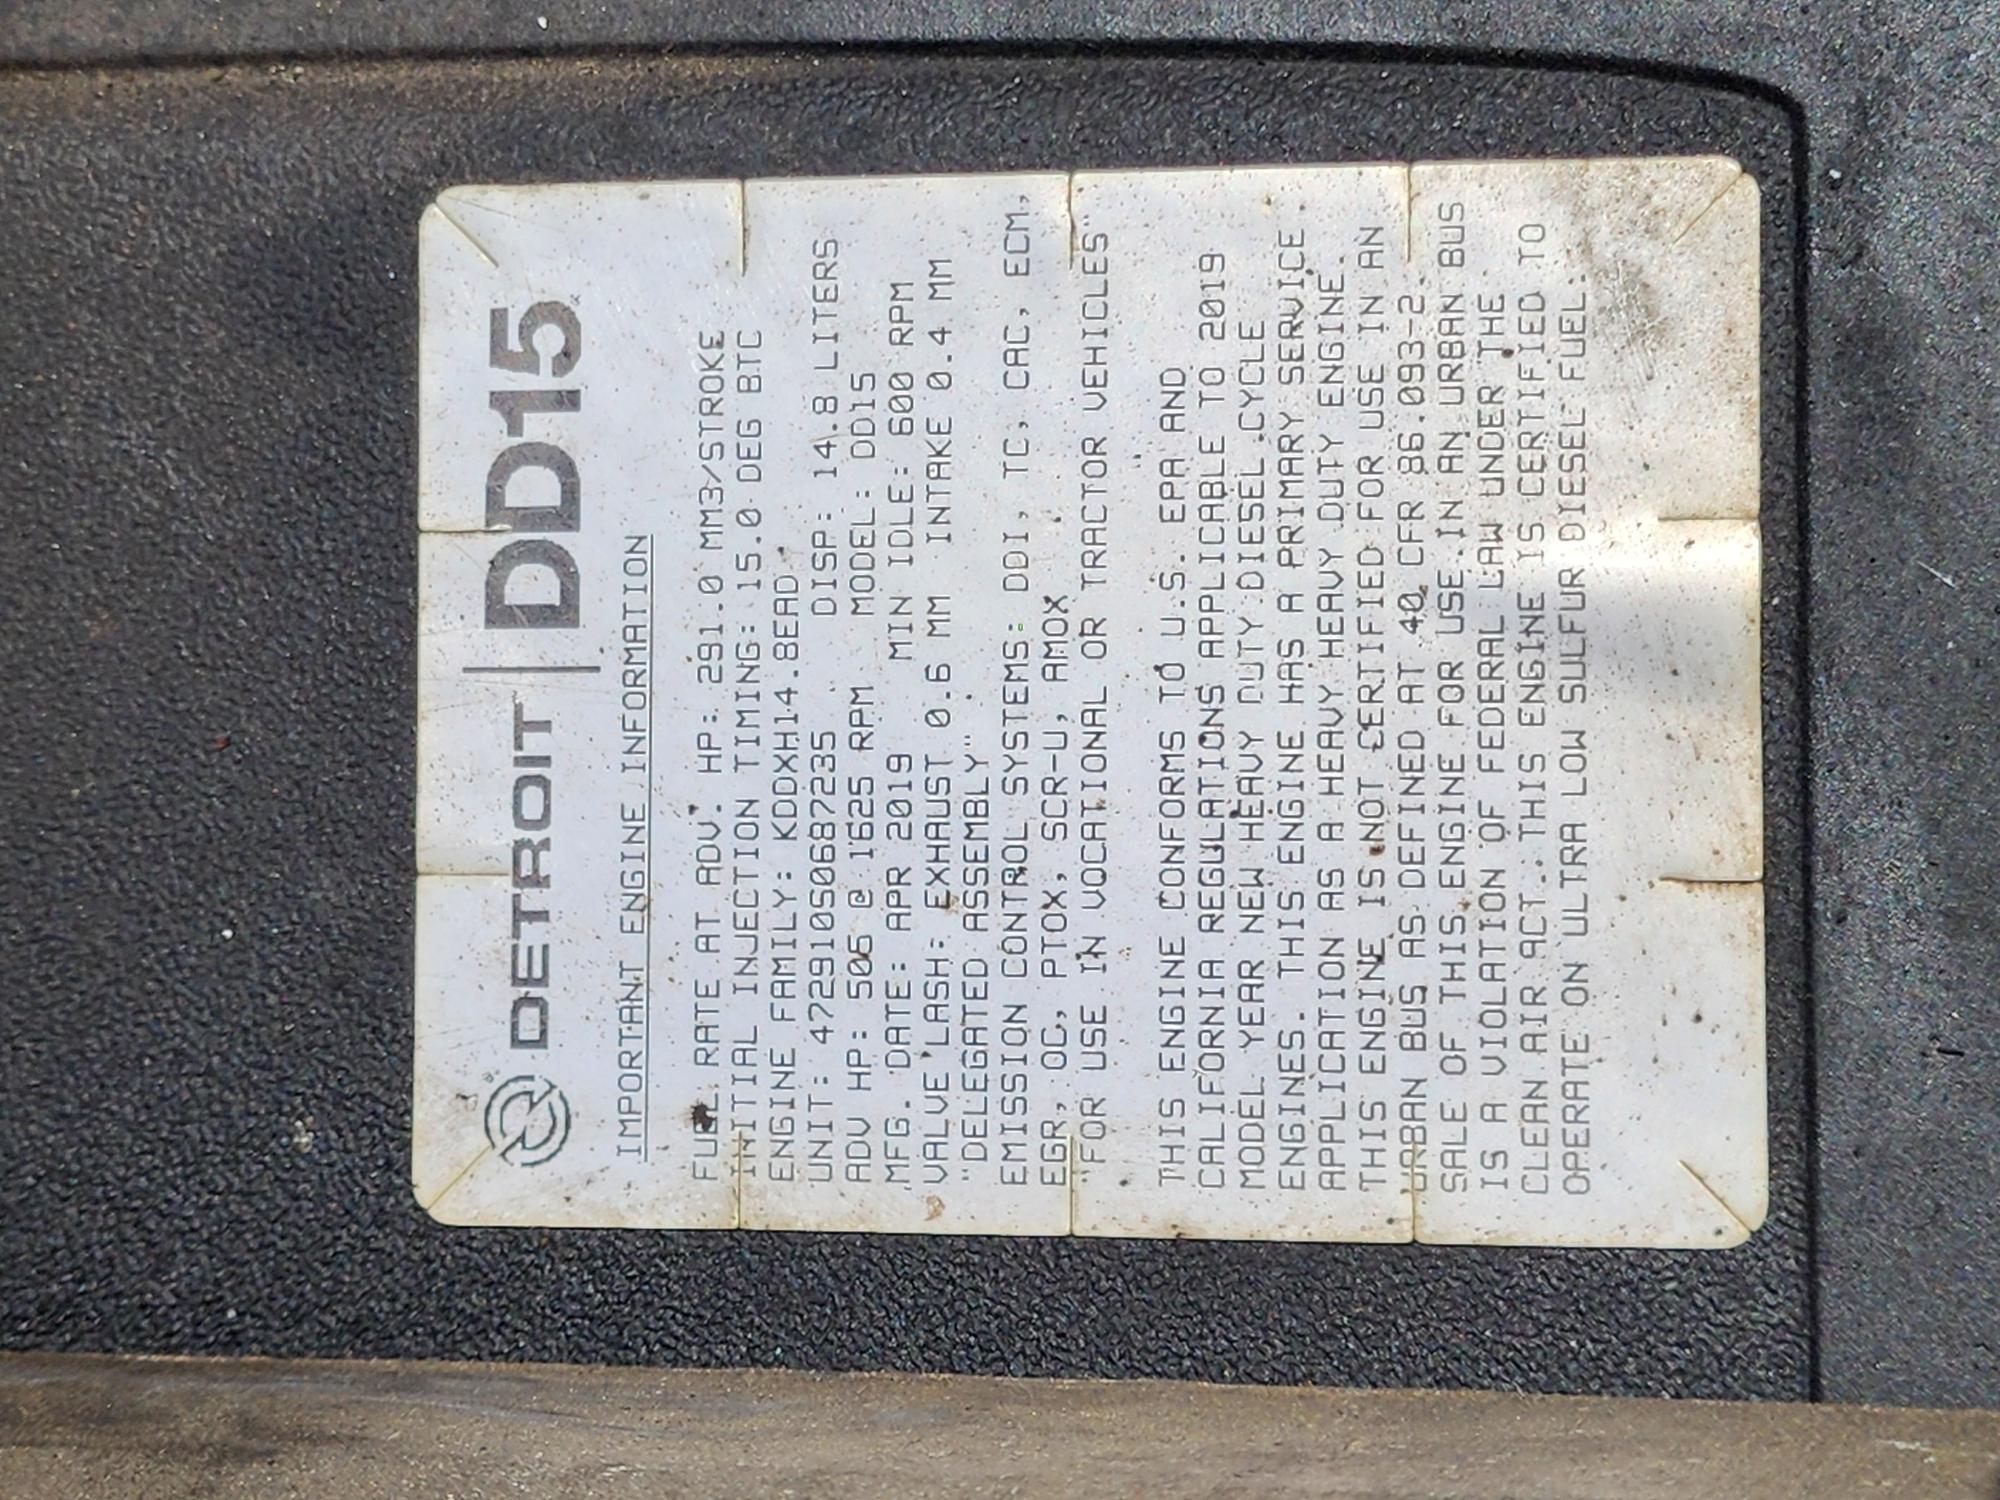 DETROIT™ | DD15
IMPORTANT ENGINE INFORMATION
FUEL RATE AT ADV. HP: 291.0 MM3/STROKE
INITIAL INJECTION TIMING: 15.0 DEG BTC
ENGINE FAMILY: KDDXH14.8EAD
UNIT: 472910S0687235 DISP: 14.8 LITERS
ADV HP: 505 @ 1625 RPM MODEL: DD15
MFG. DATE: APR 2019 MIN IDLE: 600 RPM
VALVE LASH: EXHAUST 0.6 MM INTAKE 0.4 MM
"DELEGATED ASSEMBLY"
EMISSION CONTROL SYSTEMS: DDI, TC, CAC, ECM,
EGR, OC, PTOX, SCR-U, AMOX
"FOR USE IN VOCATIONAL OR TRACTOR VEHICLES"
THIS ENGINE CONFORMS TO U.S. EPA AND
CALIFORNIA REGULATIONS APPLICABLE TO 2019
MODEL YEAR NEW HEAVY DUTY DIESEL CYCLE
ENGINES. THIS ENGINE HAS A PRIMARY SERVICE
APPLICATION AS A HEAVY HEAVY DUTY ENGINE.
THIS ENGINE IS NOT CERTIFIED FOR USE IN AN
URBAN BUS AS DEFINED AT 40 CFR 86.093-2.
SALE OF THIS ENGINE FOR USE IN AN URBAN BUS
IS A VIOLATION OF FEDERAL LAW UNDER THE
CLEAN AIR ACT. THIS ENGINE IS CERTIFIED TO
OPERATE ON ULTRA LOW SULFUR DIESEL FUEL.